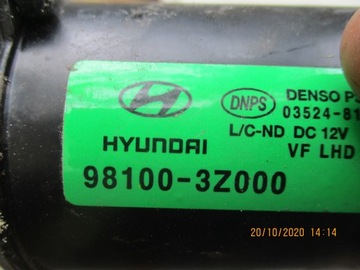 DNPS
DENSO P
03524-81
L/C-ND DC 12V
HYUNDAI
VF LHD
98100-3Z000
20/10/2020 14:14